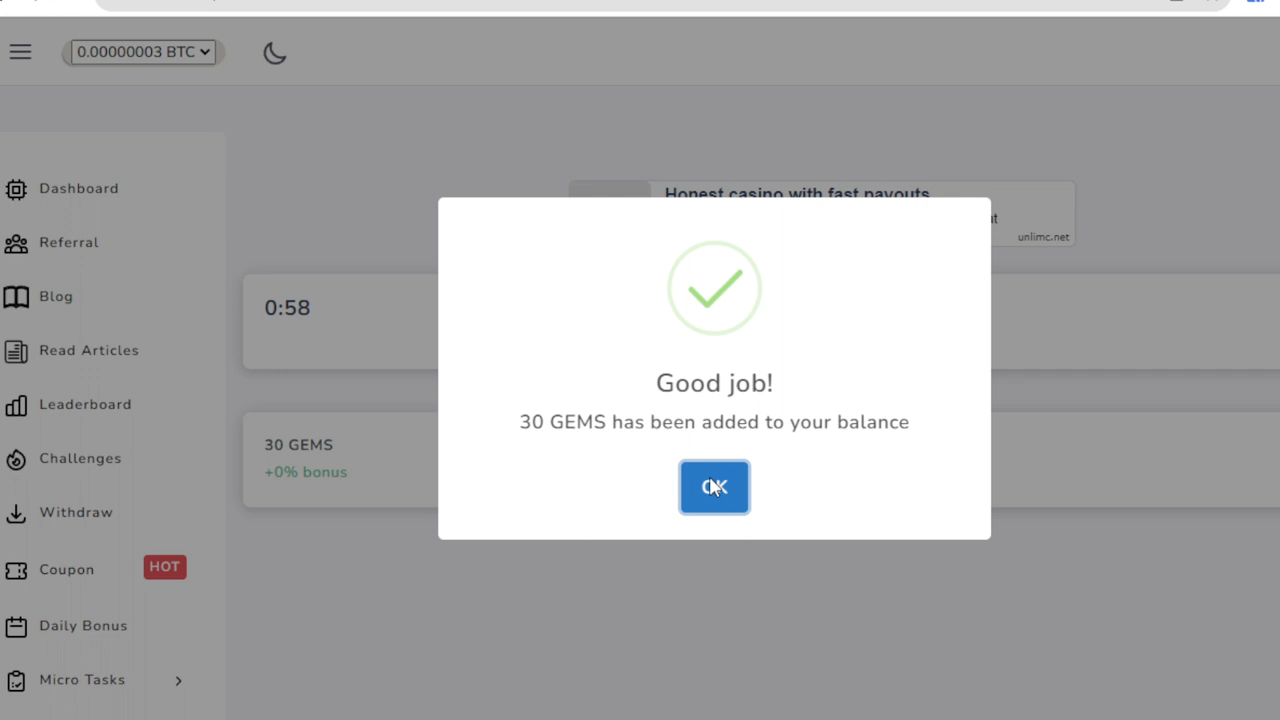 0.00000003 BTC
Dashboard
Referral
Blog
Read Articles
Leaderboard
Challenges
Withdraw
Coupon HOT
Daily Bonus
Micro Tasks
Honest casino with fast payouts
unlimc.net
0:58
30 GEMS
+0% bonus
Good job!
30 GEMS has been added to your balance
OK